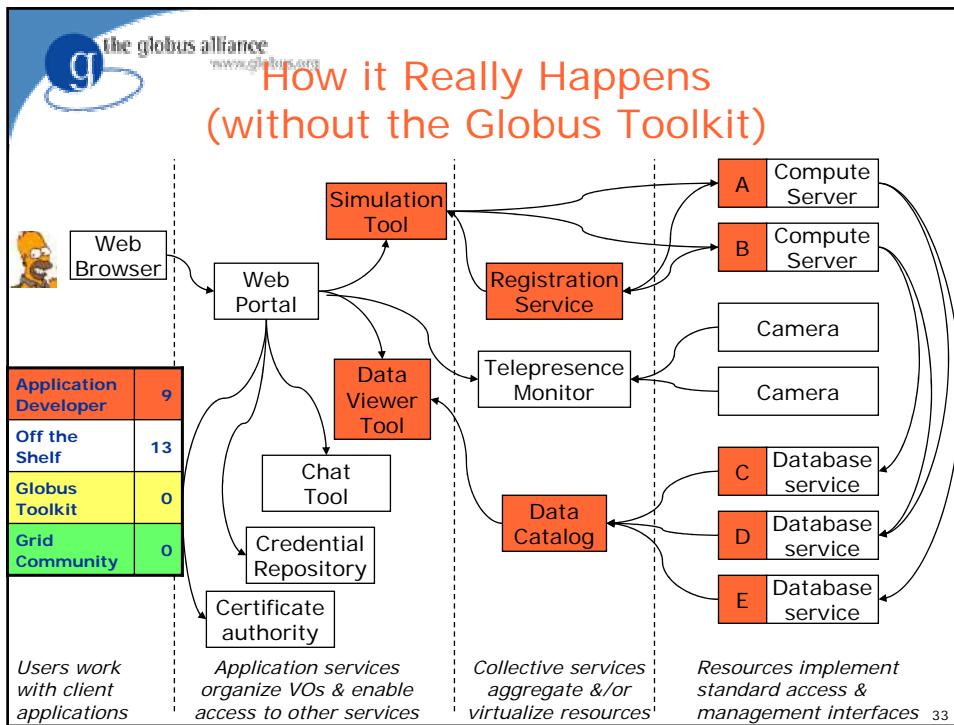 the globus alliance
www.globus.org
How it Really Happens
(without the Globus Toolkit)
Web
Browser
Web
Portal
Simulation
Tool
Registration
Service
Data
Viewer
Tool
Telepresence
Monitor
Chat
Tool
Credential
Repository
Certificate
authority
Data
Catalog
A
Compute
Server
B
Compute
Server
Camera
Camera
C
Database
service
D
Database
service
E
Database
service
Application
Developer 9
Off the
Shelf 13
Globus
Toolkit 0
Grid
Community 0
Users work
with client
applications
Application services
organize VOs & enable
access to other services
Collective services
aggregate &/or
virtualize resources
Resources implement
standard access &
management interfaces
33